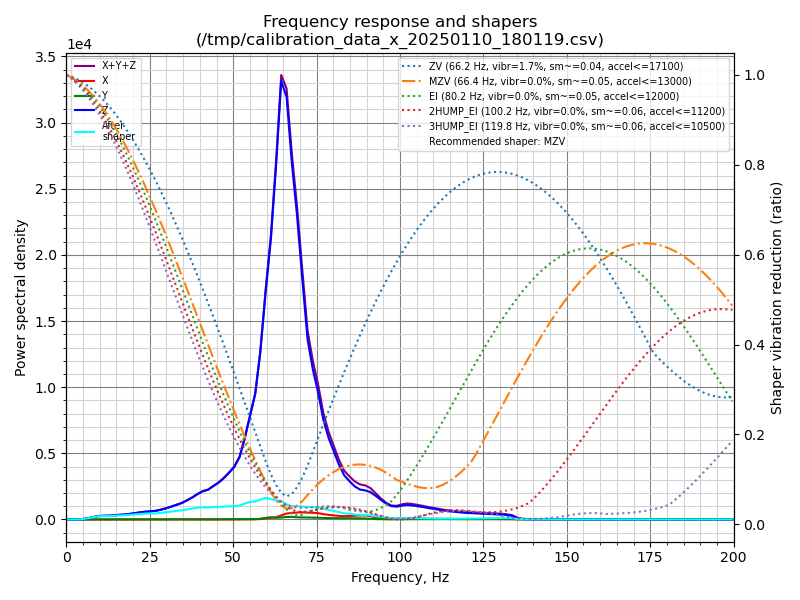 Frequency response and shapers
(/tmp/calibration_data_x_20250110_180119.csv)
1e4
3.5
3.0
2.5
2.0
1.5
1.0
0.5
0.0
Power spectral density
X+Y+Z
X
Y
Z
After
shaper
ZV (66.2 Hz, vibr=1.7%, sm~=0.04, accel<=17100)
MZV (66.4 Hz, vibr=0.0%, sm~=0.05, accel<=13000)
EI (80.2 Hz, vibr=0.0%, sm~=0.05, accel<=12000)
2HUMP_EI (100.2 Hz, vibr=0.0%, sm~=0.06, accel<=11200)
3HUMP_EI (119.8 Hz, vibr=0.0%, sm~=0.06, accel<=10500)
Recommended shaper: MZV
1.0
0.8
0.6
0.4
0.2
0.0
Shaper vibration reduction (ratio)
0 25 50 75 100 125 150 175 200
Frequency, Hz